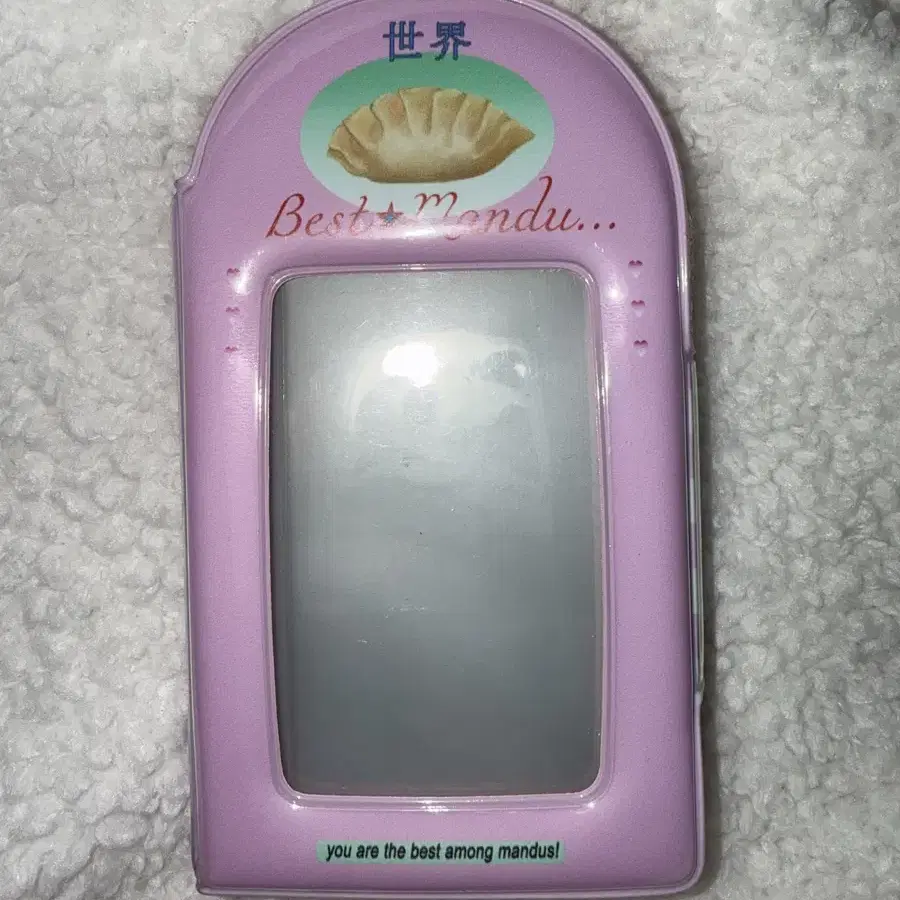 世界
Best★Mandu...
you are the best among mandus!